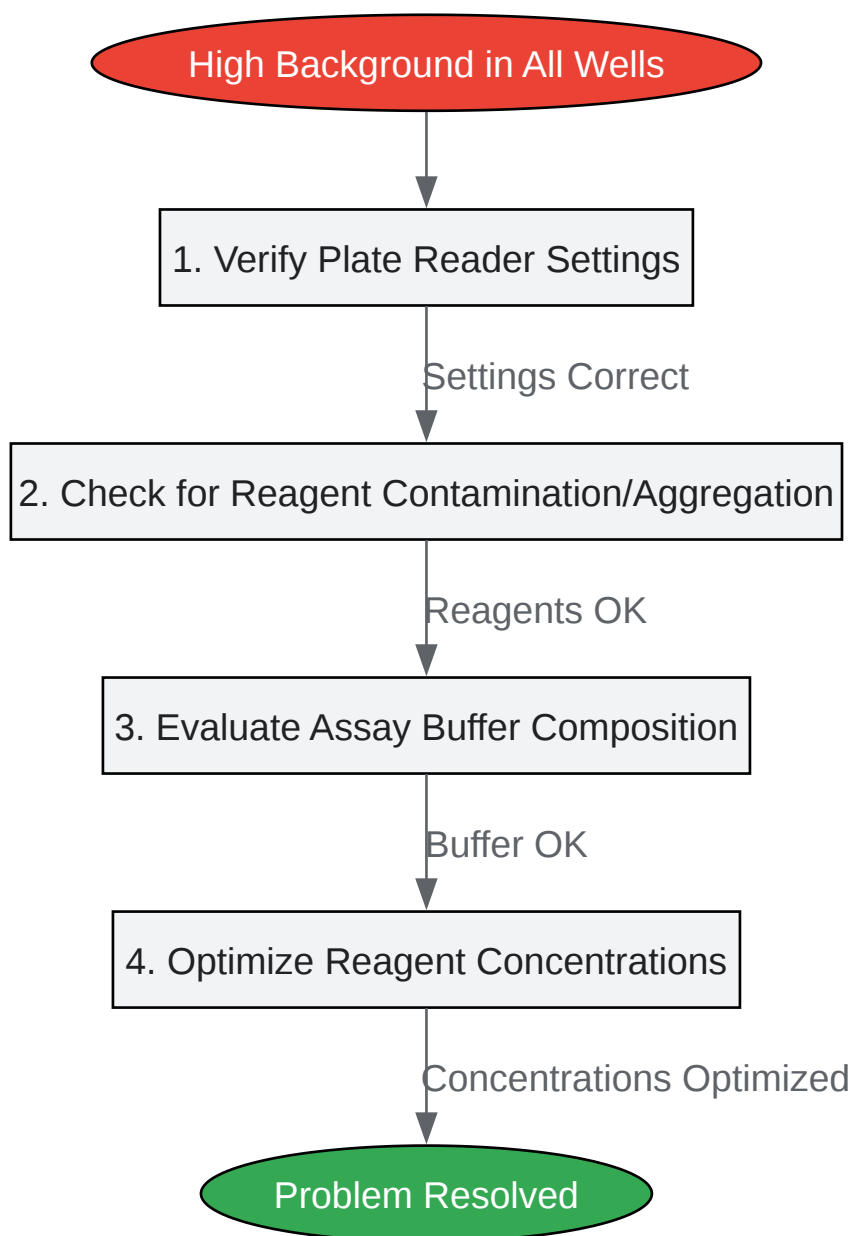 High Background in All Wells
1. Verify Plate Reader Settings
Settings Correct
2. Check for Reagent Contamination/Aggregation
Reagents OK
3. Evaluate Assay Buffer Composition
Buffer OK
4. Optimize Reagent Concentrations
Concentrations Optimized
Problem Resolved